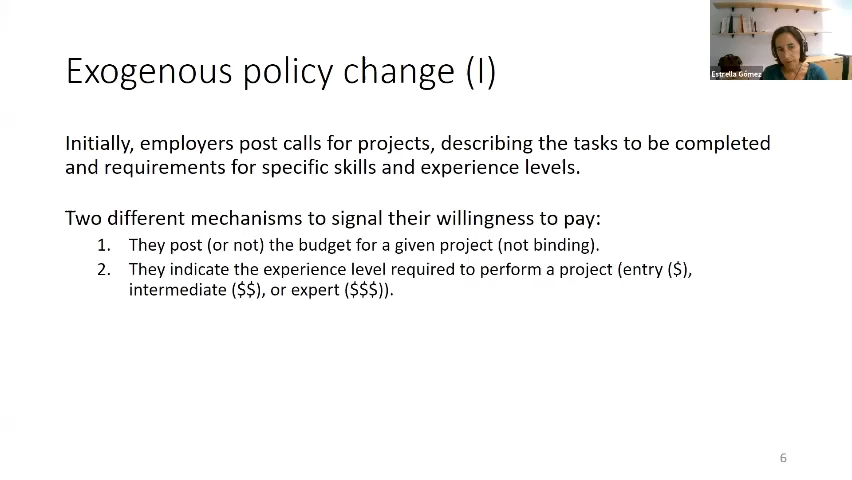 Exogenous policy change (I)
Estrella Gómez
Initially, employers post calls for projects, describing the tasks to be completed
and requirements for specific skills and experience levels.
Two different mechanisms to signal their willingness to pay:
1. They post (or not) the budget for a given project (not binding).
2. They indicate the experience level required to perform a project (entry ($),
intermediate ($$), or expert ($$$)).
6